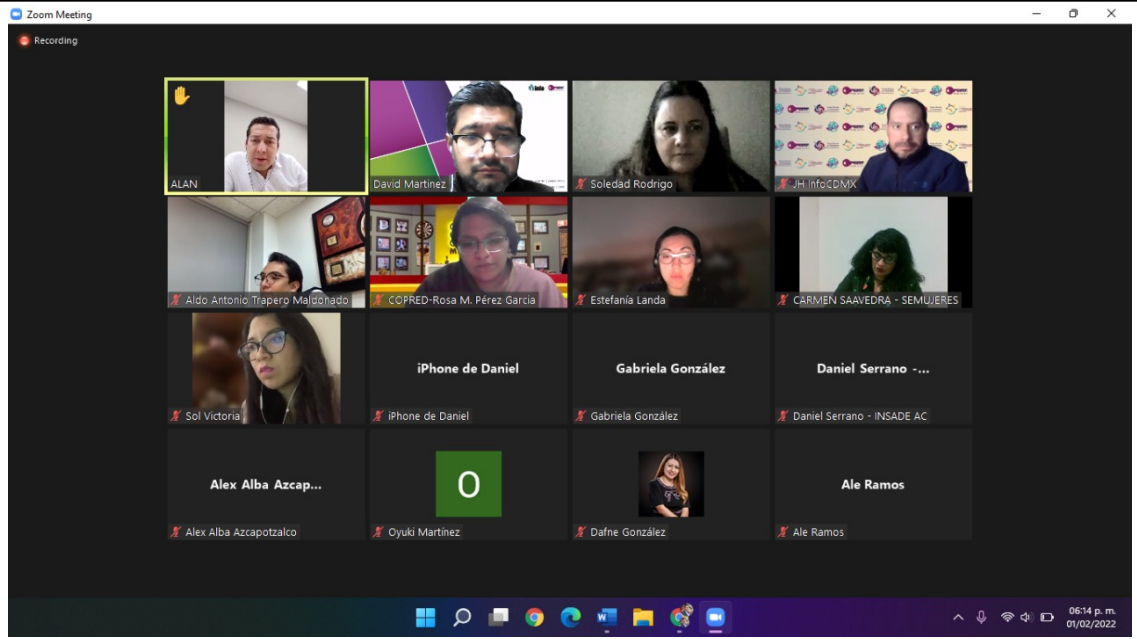 Zoom Meeting
Recording
ALAN
David Martinez
info
Soledad Rodrigo
JH InfoCDMX
Aldo Antonio Trapero Maldonado
COPRED-Rosa M. Pérez García
Estefanía Landa
CARMEN SAAVEDRA - SEMUJERES
Sol Victoria
iPhone de Daniel
iPhone de Daniel
Gabriela González
Gabriela González
Daniel Serrano -...
Daniel Serrano - INSADE AC
Alex Alba Azcap...
Alex Alba Azcapotzalco
O
Oyuki Martínez
Dafne González
Ale Ramos
Ale Ramos
06:14 p. m.
01/02/2022